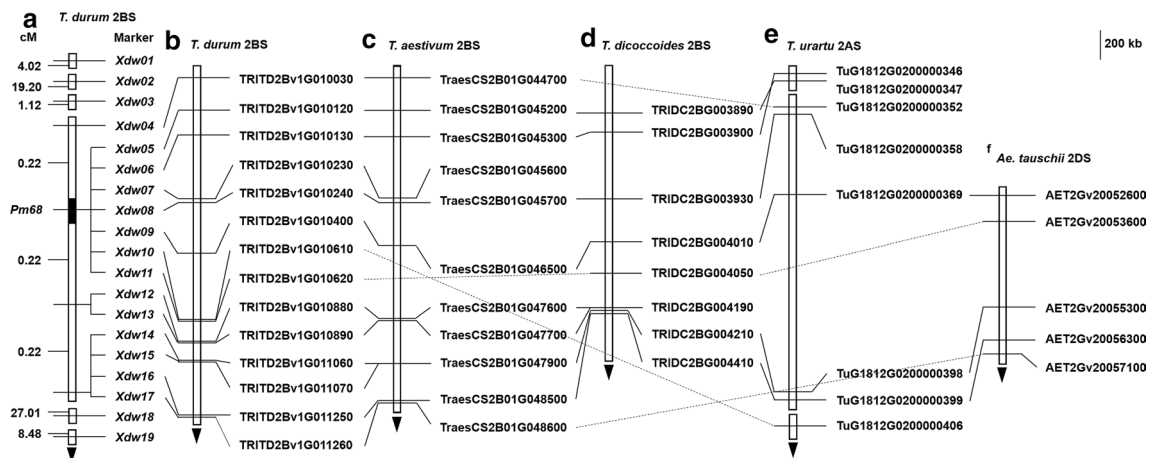 a
T. durum 2BS
cM
Marker
4.02
19.20
1.12
0.22
Pm68
0.22
0.22
27.01
8.48
Xdw01
Xdw02
Xdw03
Xdw04
Xdw05
Xdw06
Xdw07
Xdw08
Xdw09
Xdw10
Xdw11
Xdw12
Xdw13
Xdw14
Xdw15
Xdw16
Xdw17
Xdw18
Xdw19
b
T. durum 2BS
TRITD2Bv1G010030
TRITD2Bv1G010120
TRITD2Bv1G010130
TRITD2Bv1G010230
TRITD2Bv1G010240
TRITD2Bv1G010400
TRITD2Bv1G010610
TRITD2Bv1G010620
TRITD2Bv1G010880
TRITD2Bv1G010890
TRITD2Bv1G011060
TRITD2Bv1G011070
TRITD2Bv1G011250
TRITD2Bv1G011260
c
T. aestivum 2BS
TraesCS2B01G044700
TraesCS2B01G045200
TraesCS2B01G045300
TraesCS2B01G045600
TraesCS2B01G045700
TraesCS2B01G046500
TraesCS2B01G047600
TraesCS2B01G047700
TraesCS2B01G047900
TraesCS2B01G048500
TraesCS2B01G048600
d
T. dicoccoides 2BS
TRIDC2BG003890
TRIDC2BG003900
TRIDC2BG003930
TRIDC2BG004010
TRIDC2BG004050
TRIDC2BG004190
TRIDC2BG004210
TRIDC2BG004410
e
T. urartu 2AS
TuG1812G0200000346
TuG1812G0200000347
TuG1812G0200000352
TuG1812G0200000358
TuG1812G0200000369
TuG1812G0200000398
TuG1812G0200000399
TuG1812G0200000406
200 kb
f
Ae. tauschii 2DS
AET2Gv20052600
AET2Gv20053600
AET2Gv20055300
AET2Gv20056300
AET2Gv20057100